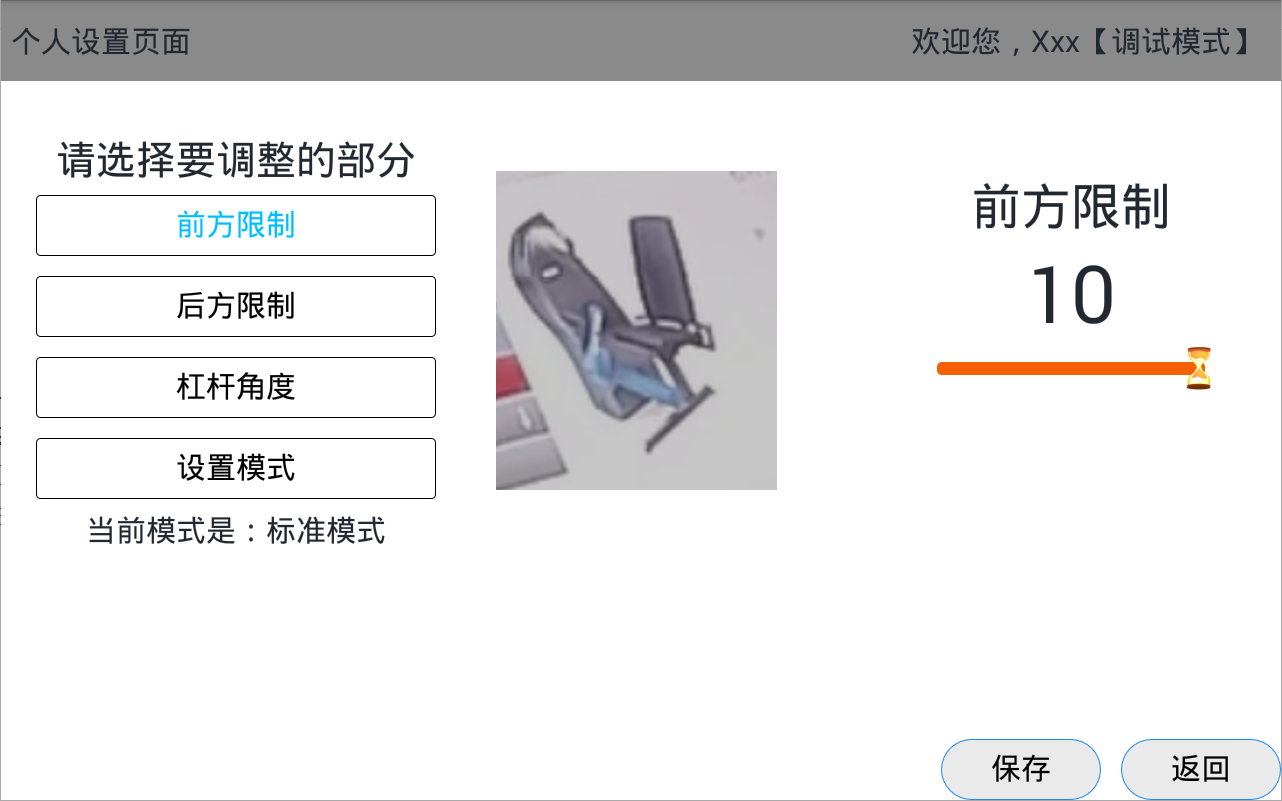 个人设置页面
欢迎您，Xxx【调试模式】
请选择要调整的部分
前方限制
后方限制
杠杆角度
设置模式
当前模式是：标准模式
前方限制
10
保存
返回